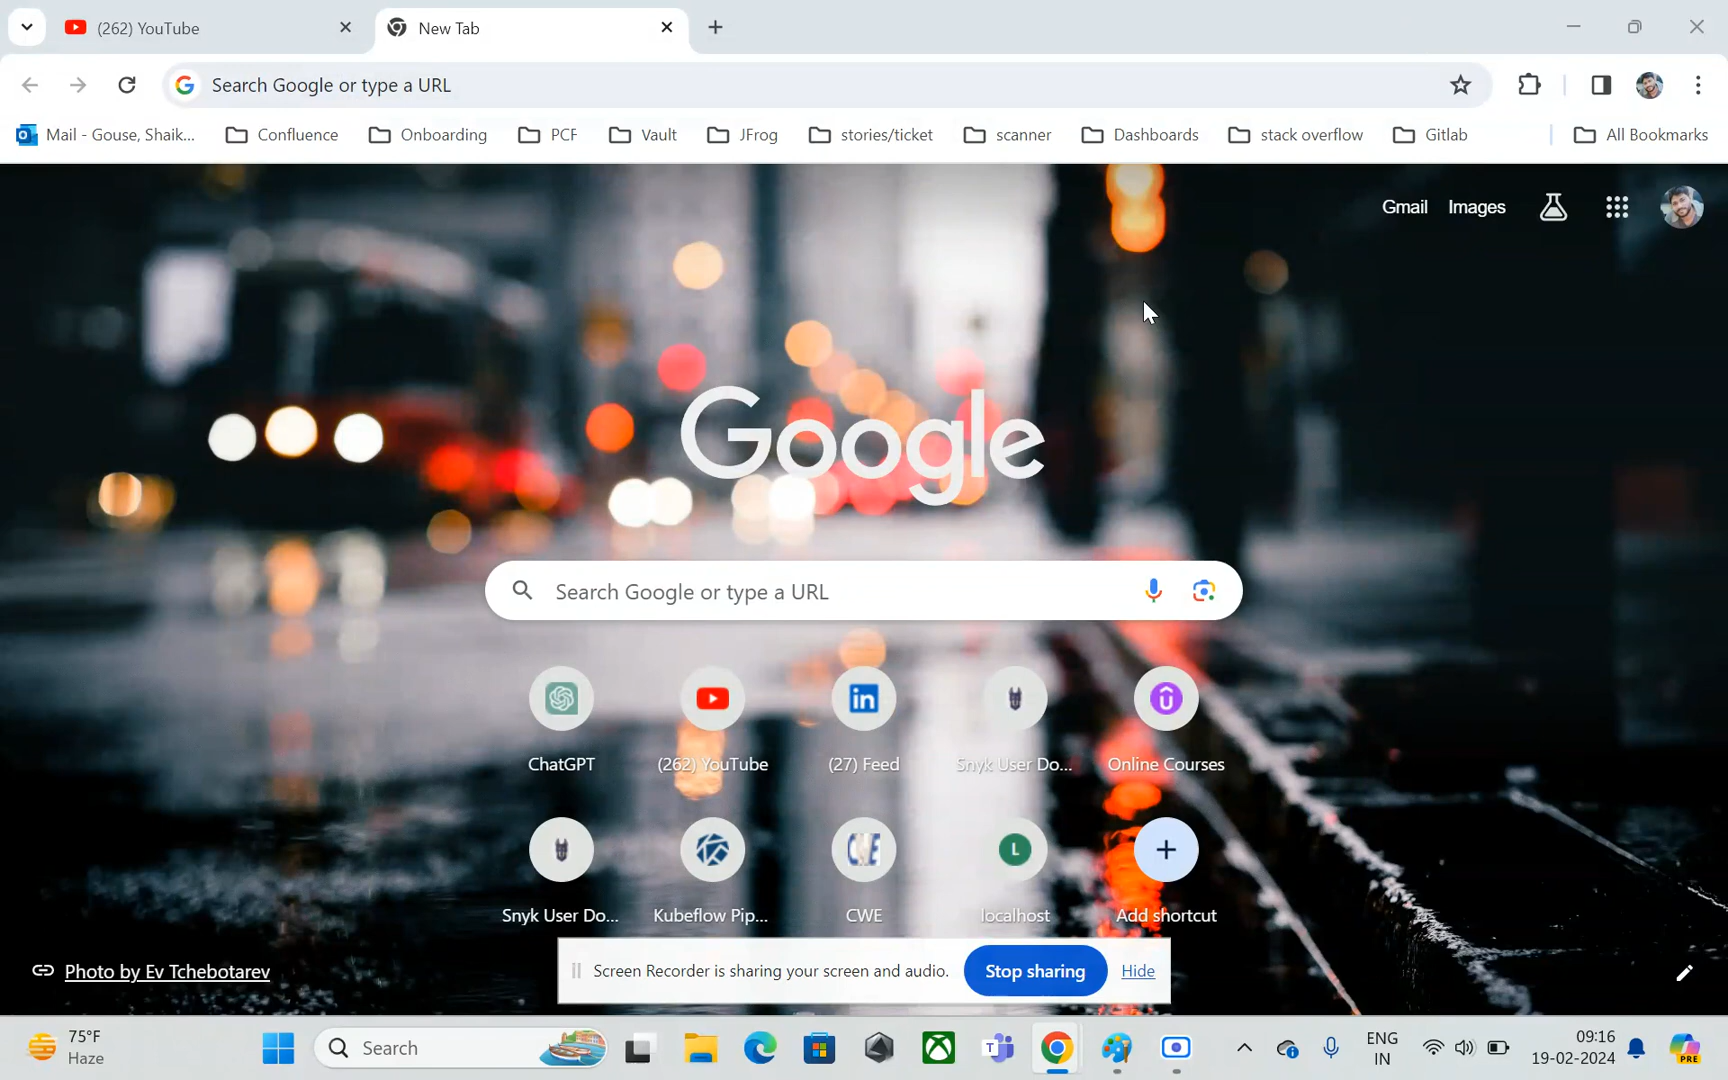 (262) YouTube
New Tab
Search Google or type a URL
Mail - Gouse, Shaik...
Confluence
Onboarding
PCF
Vault
JFrog
stories/ticket
scanner
Dashboards
stack overflow
Gitlab
All Bookmarks
Gmail
Images
Google
Search Google or type a URL
ChatGPT
(262) YouTube
(27) Feed
Snyk User Do...
Online Courses
Snyk User Do...
Kubeflow Pip...
CWE
L
localhost
Add shortcut
Photo by Ev Tchebotarev
Screen Recorder is sharing your screen and audio.
Stop sharing
Hide
75°F
Haze
Search
ENG
IN
09:16
19-02-2024
PRE